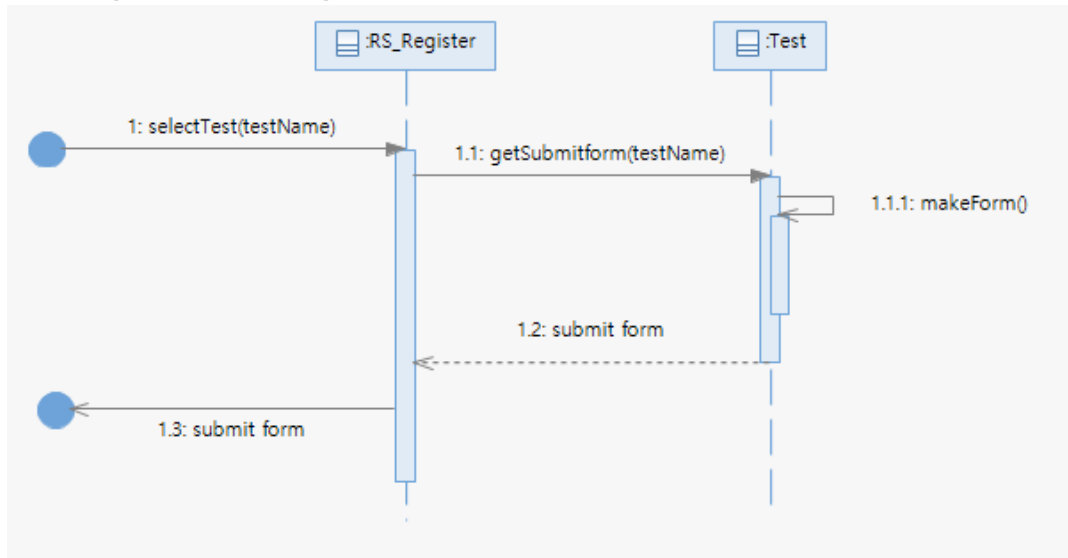 :RS_Register
:Test
1: selectTest(testName)
1.1: getSubmitform(testName)
1.1.1: makeForm()
1.2: submit form
1.3: submit form